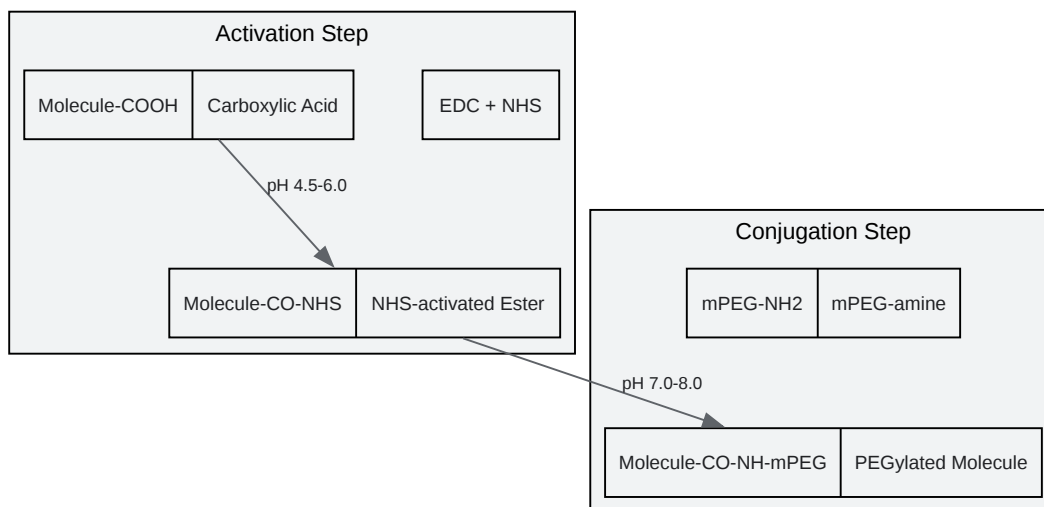 Activation Step
Molecule-COOH
Carboxylic Acid
EDC + NHS
pH 4.5-6.0
Molecule-CO-NHS
NHS-activated Ester
Conjugation Step
mPEG-NH2
mPEG-amine
pH 7.0-8.0
Molecule-CO-NH-mPEG
PEGylated Molecule